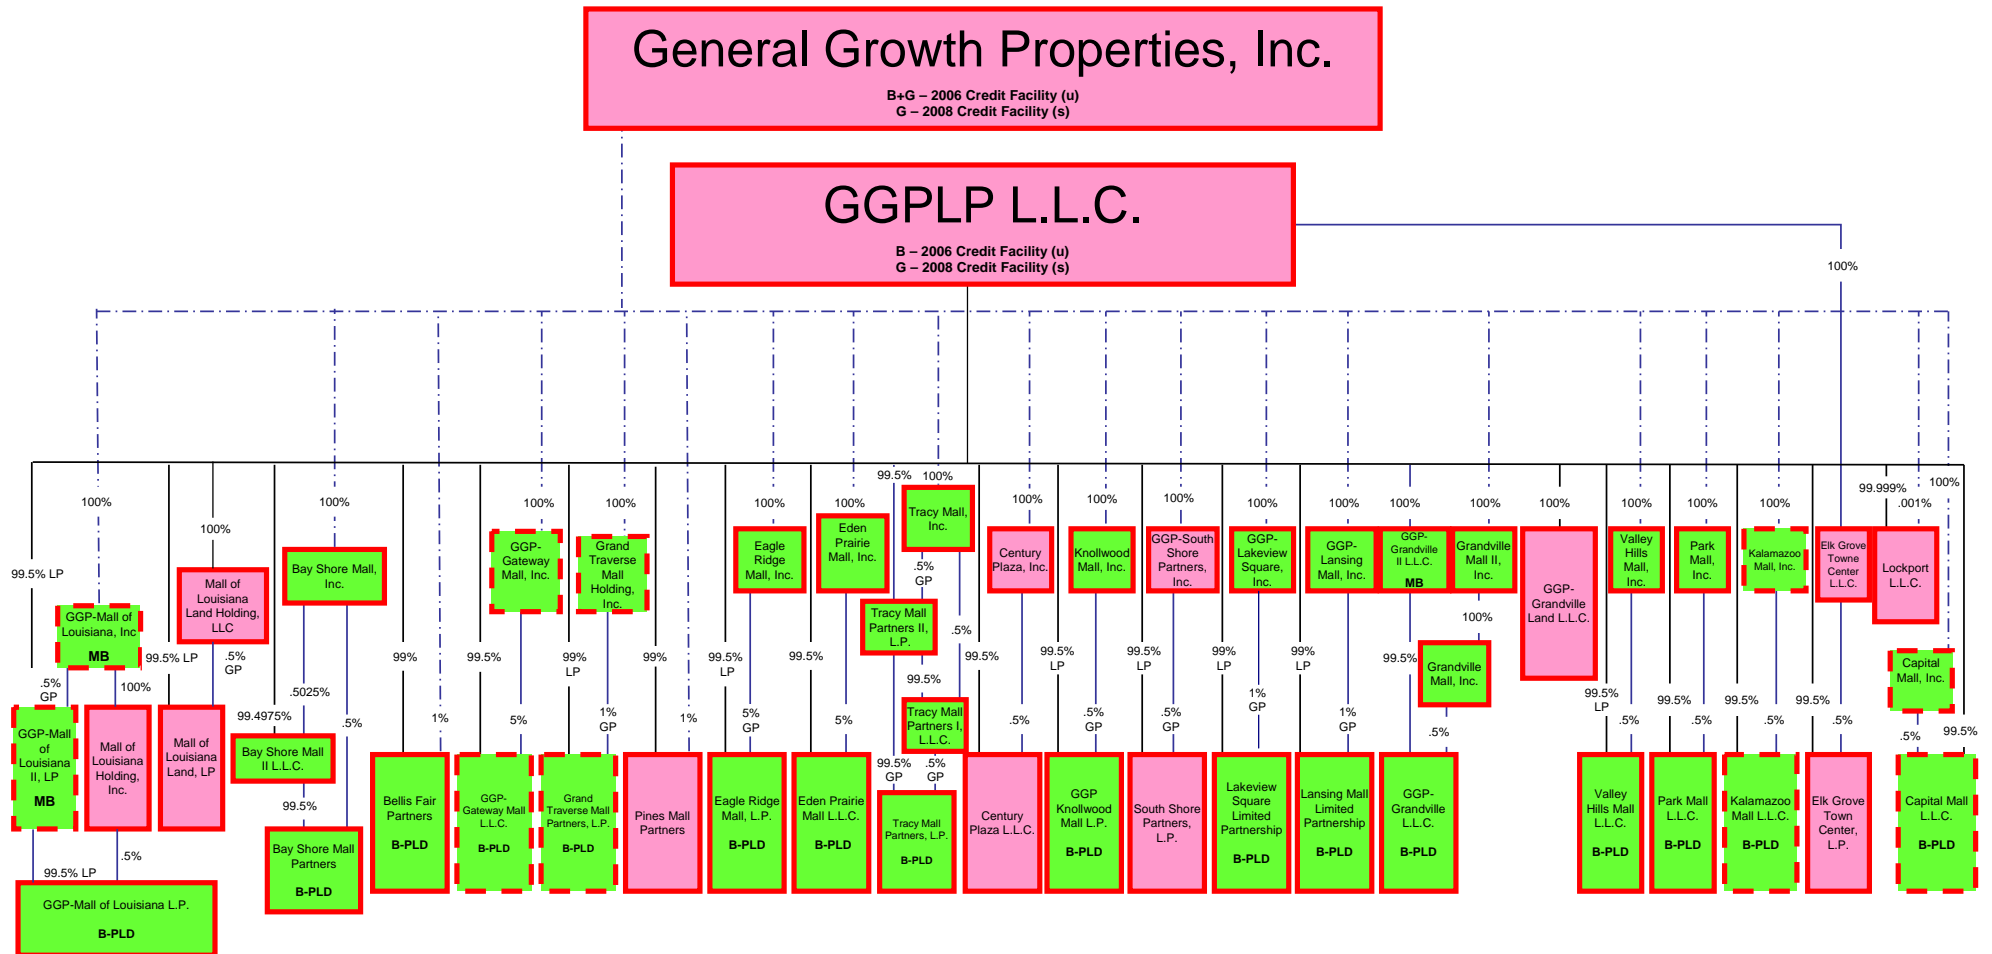 General Growth Properties, Inc.
B+G – 2006 Credit Facility (u)
G – 2008 Credit Facility (s)
GGPLP L.L.C.
B – 2006 Credit Facility (u)
G – 2008 Credit Facility (s)
100%
99.5% LP
100%
GGP-Mall of
Louisiana, Inc
MB
.5%
GP
100%
GGP-Mall
of
Louisiana
II, LP
MB
Mall of
Louisiana
Holding,
Inc.
99.5% LP
.5%
GGP-Mall of Louisiana L.P.
B-PLD
99.5% LP
100%
Mall of
Louisiana
Land Holding,
LLC
.5%
GP
Mall of
Louisiana
Land, LP
100%
Bay Shore Mall,
Inc.
.5025%
99.4975%
.5%
Bay Shore Mall
II L.L.C.
99.5%
Bay Shore Mall
Partners
B-PLD
99%
1%
Bellis Fair
Partners
B-PLD
100%
GGP-
Gateway
Mall, Inc.
99.5%
5%
GGP-
Gateway Mall
L.L.C.
B-PLD
100%
Grand
Traverse
Mall
Holding,
Inc.
99%
LP
1%
GP
Grand
Traverse Mall
Partners, L.P.
B-PLD
99%
1%
Pines Mall
Partners
100%
Eagle
Ridge
Mall, Inc.
99.5%
LP
5%
GP
Eagle Ridge
Mall, L.P.
B-PLD
100%
Eden
Prairie
Mall, Inc.
99.5%
5%
Eden Prairie
Mall L.L.C.
B-PLD
99.5%
100%
Tracy Mall,
Inc.
.5%
GP
Tracy Mall
Partners II,
L.P.
.5%
99.5%
Tracy Mall
Partners I,
L.L.C.
99.5%
GP
.5%
GP
Tracy Mall
Partners, L.P.
B-PLD
100%
Century
Plaza, Inc.
99.5%
.5%
Century
Plaza L.L.C.
100%
Knollwood
Mall, Inc.
99.5%
LP
.5%
GP
GGP
Knollwood
Mall L.P.
B-PLD
100%
GGP-South
Shore
Partners,
Inc.
99.5%
LP
.5%
GP
South Shore
Partners,
L.P.
100%
GGP-
Lakeview
Square,
Inc.
99%
LP
1%
GP
Lakeview
Square
Limited
Partnership
B-PLD
100%
GGP-
Lansing
Mall, Inc.
99%
LP
1%
GP
Lansing Mall
Limited
Partnership
B-PLD
100%
GGP-
Grandville
II L.L.C.
MB
99.5%
100%
Grandville
Mall II,
Inc.
100%
Grandville
Mall, Inc.
.5%
GGP-
Grandville
L.L.C.
B-PLD
100%
GGP-
Grandville
Land L.L.C.
100%
Valley
Hills
Mall,
Inc.
99.5%
LP
.5%
Valley
Hills Mall
L.L.C.
B-PLD
100%
Park
Mall,
Inc.
99.5%
.5%
Park Mall
L.L.C.
B-PLD
100%
Kalamazoo
Mall, Inc.
99.5%
.5%
Kalamazoo
Mall L.L.C.
B-PLD
Elk Grove
Towne
Center
L.L.C.
99.5%
.5%
Elk Grove
Town
Center,
L.P.
99.999%
.001%
Lockport
L.L.C.
100%
Capital
Mall, Inc.
.5%
99.5%
Capital Mall
L.L.C.
B-PLD